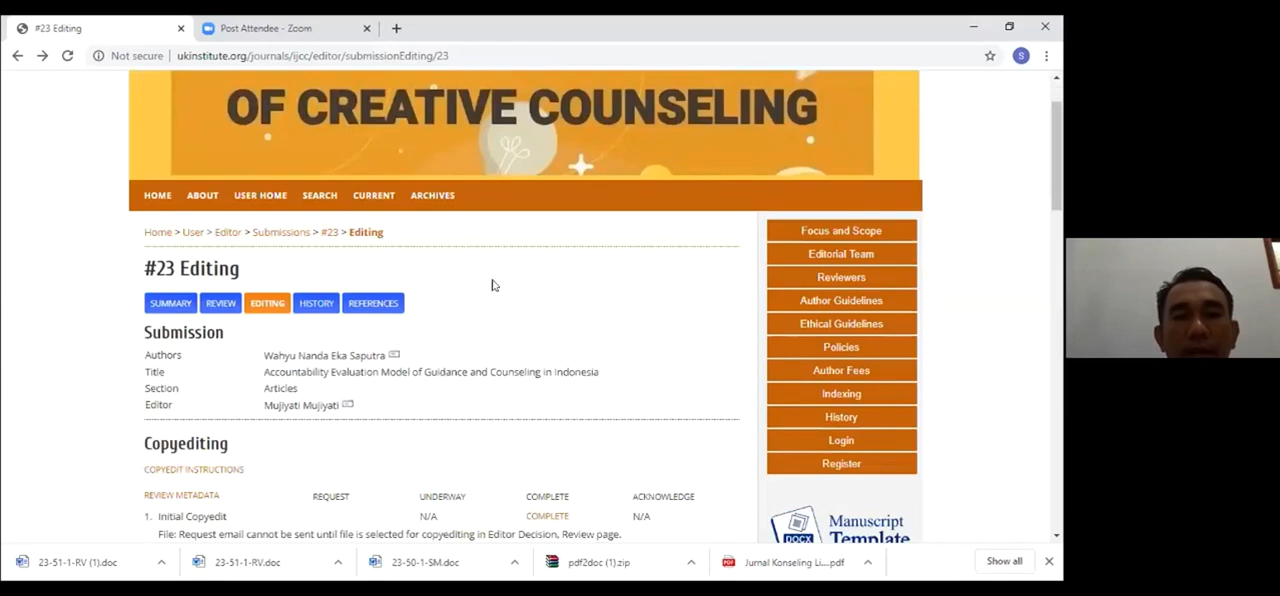 #23 Editing
Post Attendee - Zoom
Not secure | ukinstitute.org/journals/ijcc/editor/submissionEditing/23
S
OF CREATIVE COUNSELING
HOME ABOUT USER HOME SEARCH CURRENT ARCHIVES
Home > User > Editor > Submissions > #23 > Editing
#23 Editing
SUMMARY REVIEW EDITING HISTORY REFERENCES
Submission
Authors Wahyu Nanda Eka Saputra
Title Accountability Evaluation Model of Guidance and Counseling in Indonesia
Section Articles
Editor Mujiyati Mujiyati
Copyediting
COPYEDIT INSTRUCTIONS
REVIEW METADATA REQUEST UNDERWAY COMPLETE ACKNOWLEDGE
1. Initial Copyedit N/A COMPLETE N/A
File: Request email cannot be sent until file is selected for copyediting in Editor Decision, Review page.
Focus and Scope
Editorial Team
Reviewers
Author Guidelines
Ethical Guidelines
Policies
Author Fees
Indexing
History
Login
Register
DOCX
Manuscript
Template
23-51-1-RV (1).doc
23-51-1-RV.doc
23-50-1-SM.doc
pdf2doc (1).zip
Jurnal Konseling Li....pdf
Show all